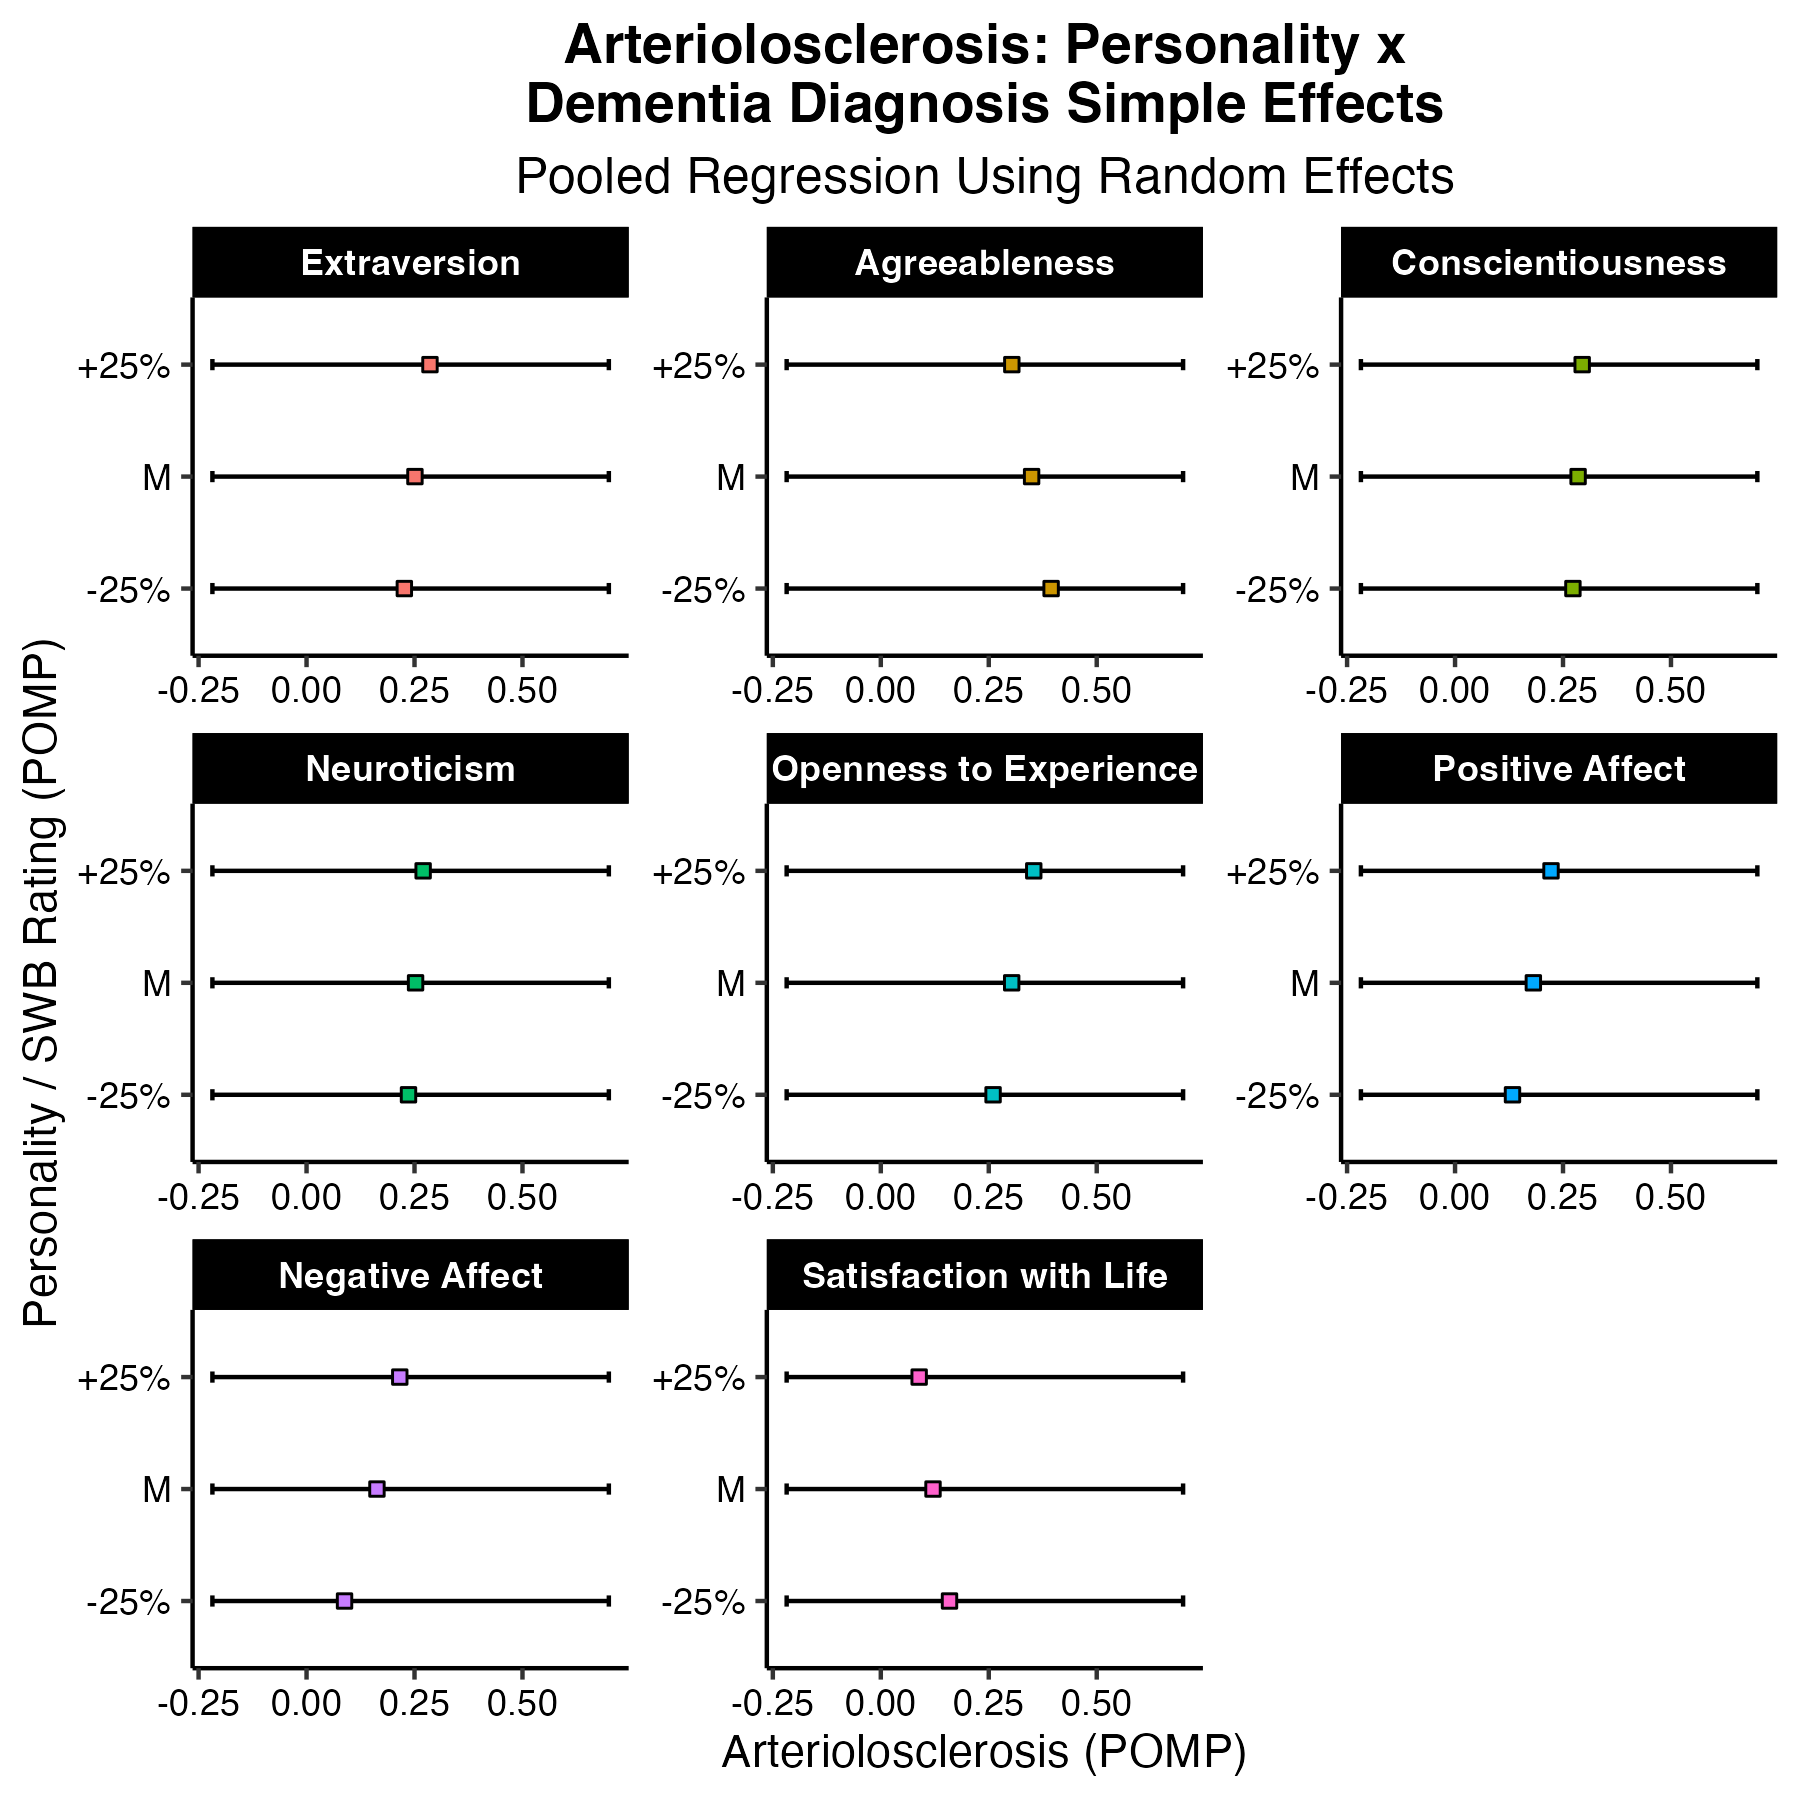 Arteriolosclerosis: Personality x
Dementia Diagnosis Simple Effects
Pooled Regression Using Random Effects
Personality / SWB Rating (POMP)
Extraversion
+25%
M
-25%
-0.25 0.00 0.25 0.50
Agreeableness
+25%
M
-25%
-0.25 0.00 0.25 0.50
Conscientiousness
+25%
M
-25%
-0.25 0.00 0.25 0.50
Neuroticism
+25%
M
-25%
-0.25 0.00 0.25 0.50
Openness to Experience
+25%
M
-25%
-0.25 0.00 0.25 0.50
Positive Affect
+25%
M
-25%
-0.25 0.00 0.25 0.50
Negative Affect
+25%
M
-25%
-0.25 0.00 0.25 0.50
Satisfaction with Life
+25%
M
-25%
-0.25 0.00 0.25 0.50
Arteriolosclerosis (POMP)